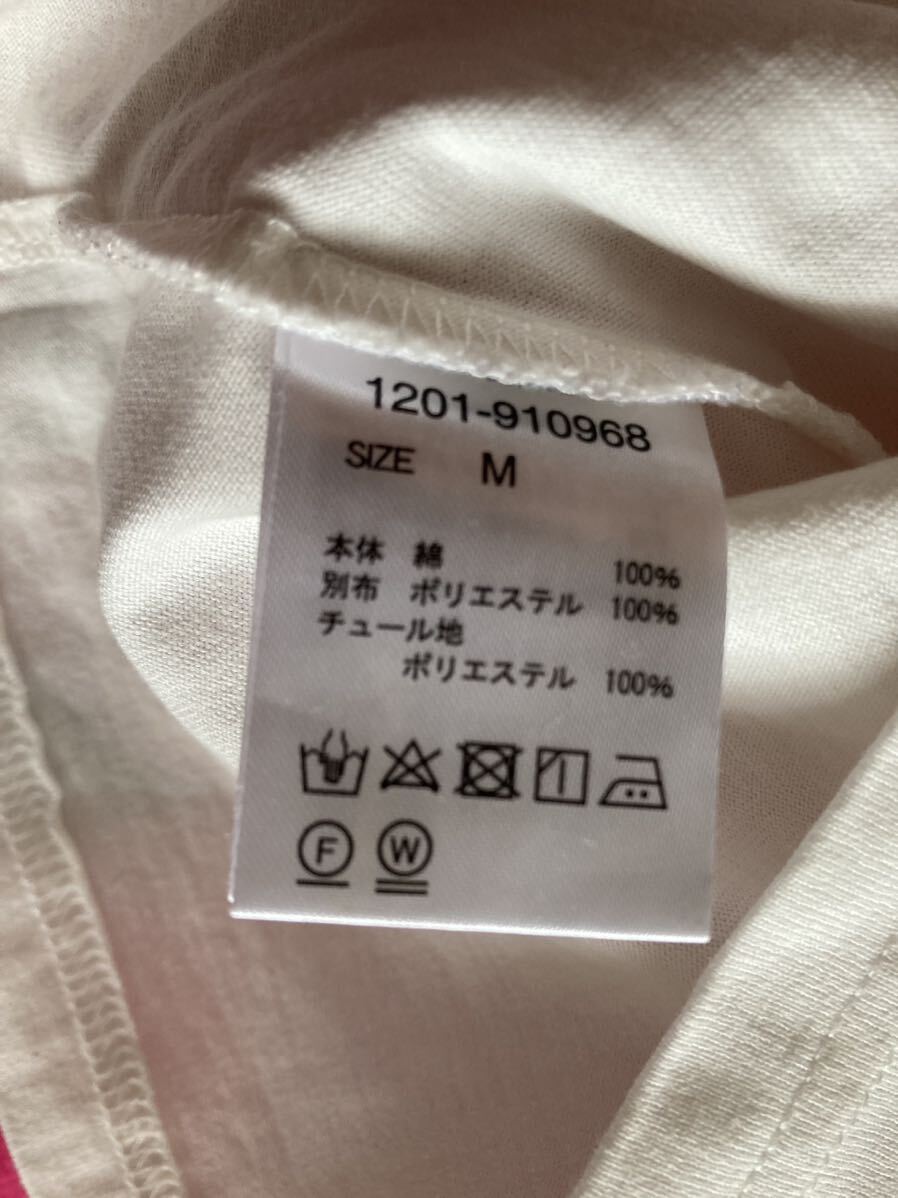 1201-910968
SIZE M
本体 綿 100%
別布 ポリエステル 100%
チュール地
ポリエステル 100%
F W